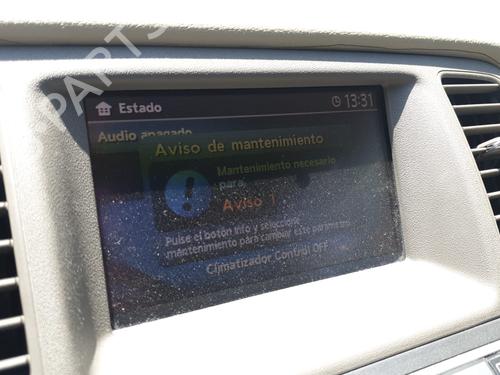 Estado
13:31
Audio apagado
Aviso de mantenimiento
Mantenimiento necesario
para,
Aviso 1
Pulse el botón Info y seleccione
mantenimiento para cambiar este parámetro
Climatizador Control OFF